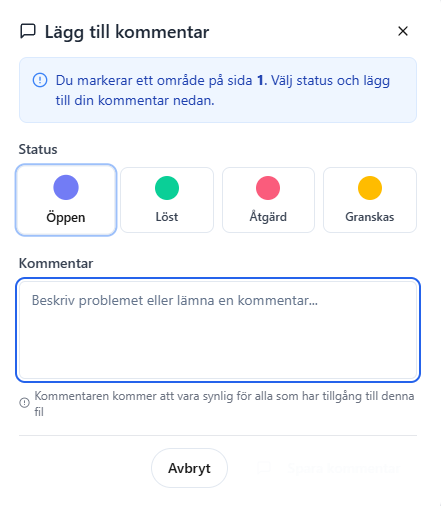 Lägg till kommentar
Du markerar ett område på sida 1. Välj status och lägg
till din kommentar nedan.
Status
Öppen
Löst
Åtgärd
Granskas
Kommentar
Beskriv problemet eller lämna en kommentar...
Kommentaren kommer att vara synlig för alla som har tillgång till denna
fil
Avbryt